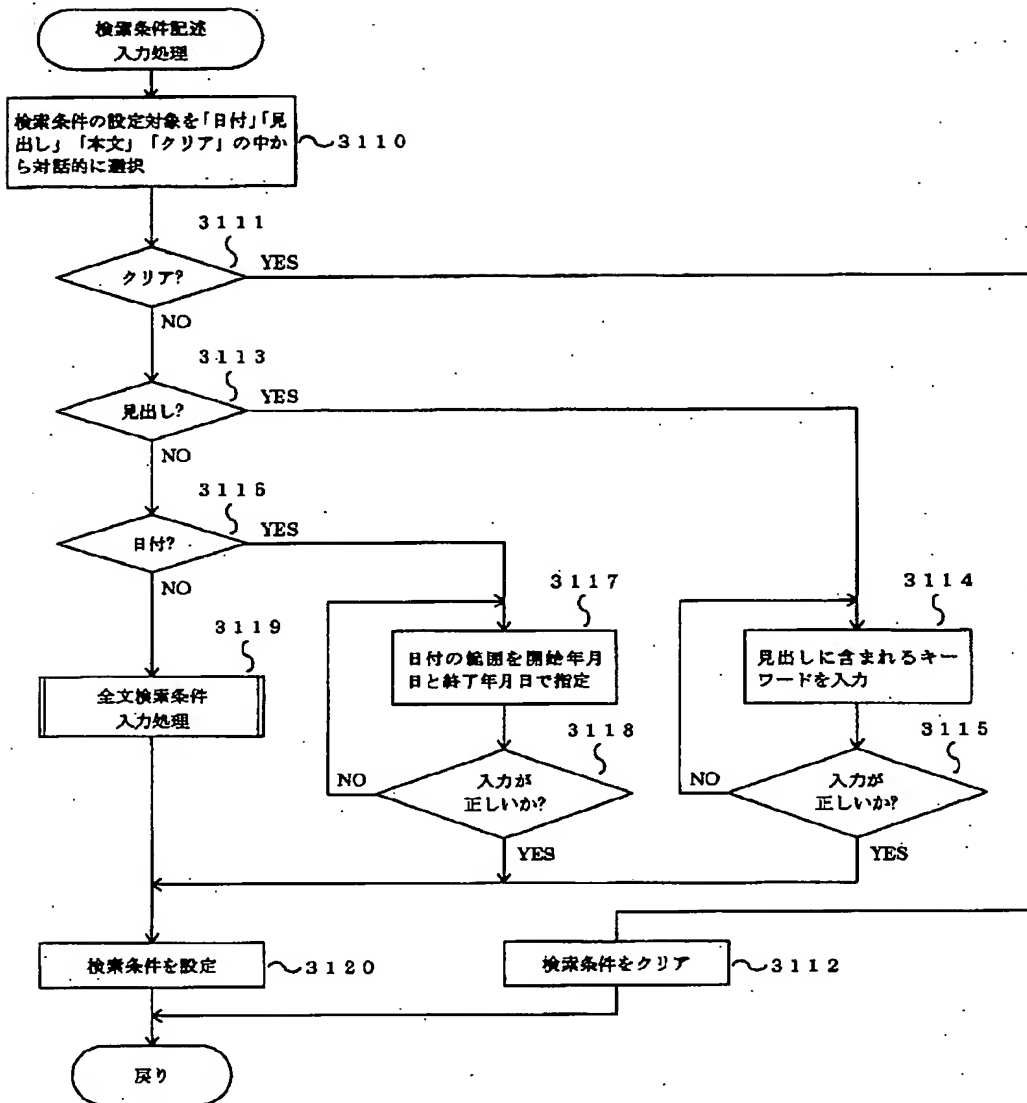 検索条件記述
入力処理
検索条件の設定対象を「日付」「見
出し」「本文」「クリア」の中か
ら対話的に選択
3110
3111
クリア?
YES
NO
3113
見出し?
YES
NO
3116
日付?
YES
NO
3117
3114
3119
日付の範囲を開始年月
日と終了年月日で指定
見出しに含まれるキー
ワードを入力
全文検索条件
入力処理
3118
3115
NO
入力が
正しいか?
NO
入力が
正しいか?
YES
YES
検索条件を設定
3120
検索条件をクリア
3112
戻り